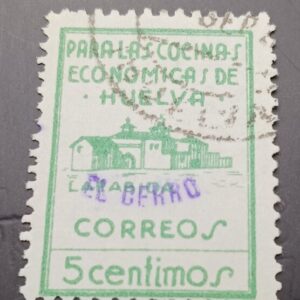 PARA LAS COCINAS
ECONOMICAS DE
HUELVA
LA RABIDA
EL CERRO
CORREOS
5 centimos